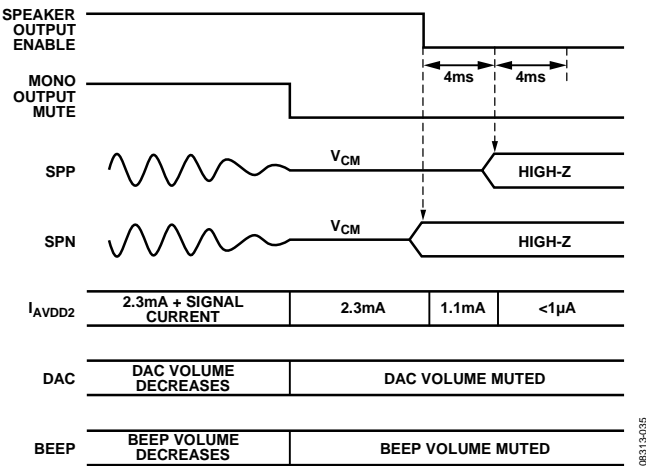 SPEAKER
OUTPUT
ENABLE
4ms
4ms
MONO
OUTPUT
MUTE
VCM
SPP
HIGH-Z
VCM
SPN
HIGH-Z
IAVDD2
2.3mA + SIGNAL
CURRENT
2.3mA
1.1mA
<1µA
DAC
DAC VOLUME
DECREASES
DAC VOLUME MUTED
BEEP
BEEP VOLUME
DECREASES
BEEP VOLUME MUTED
08313-035